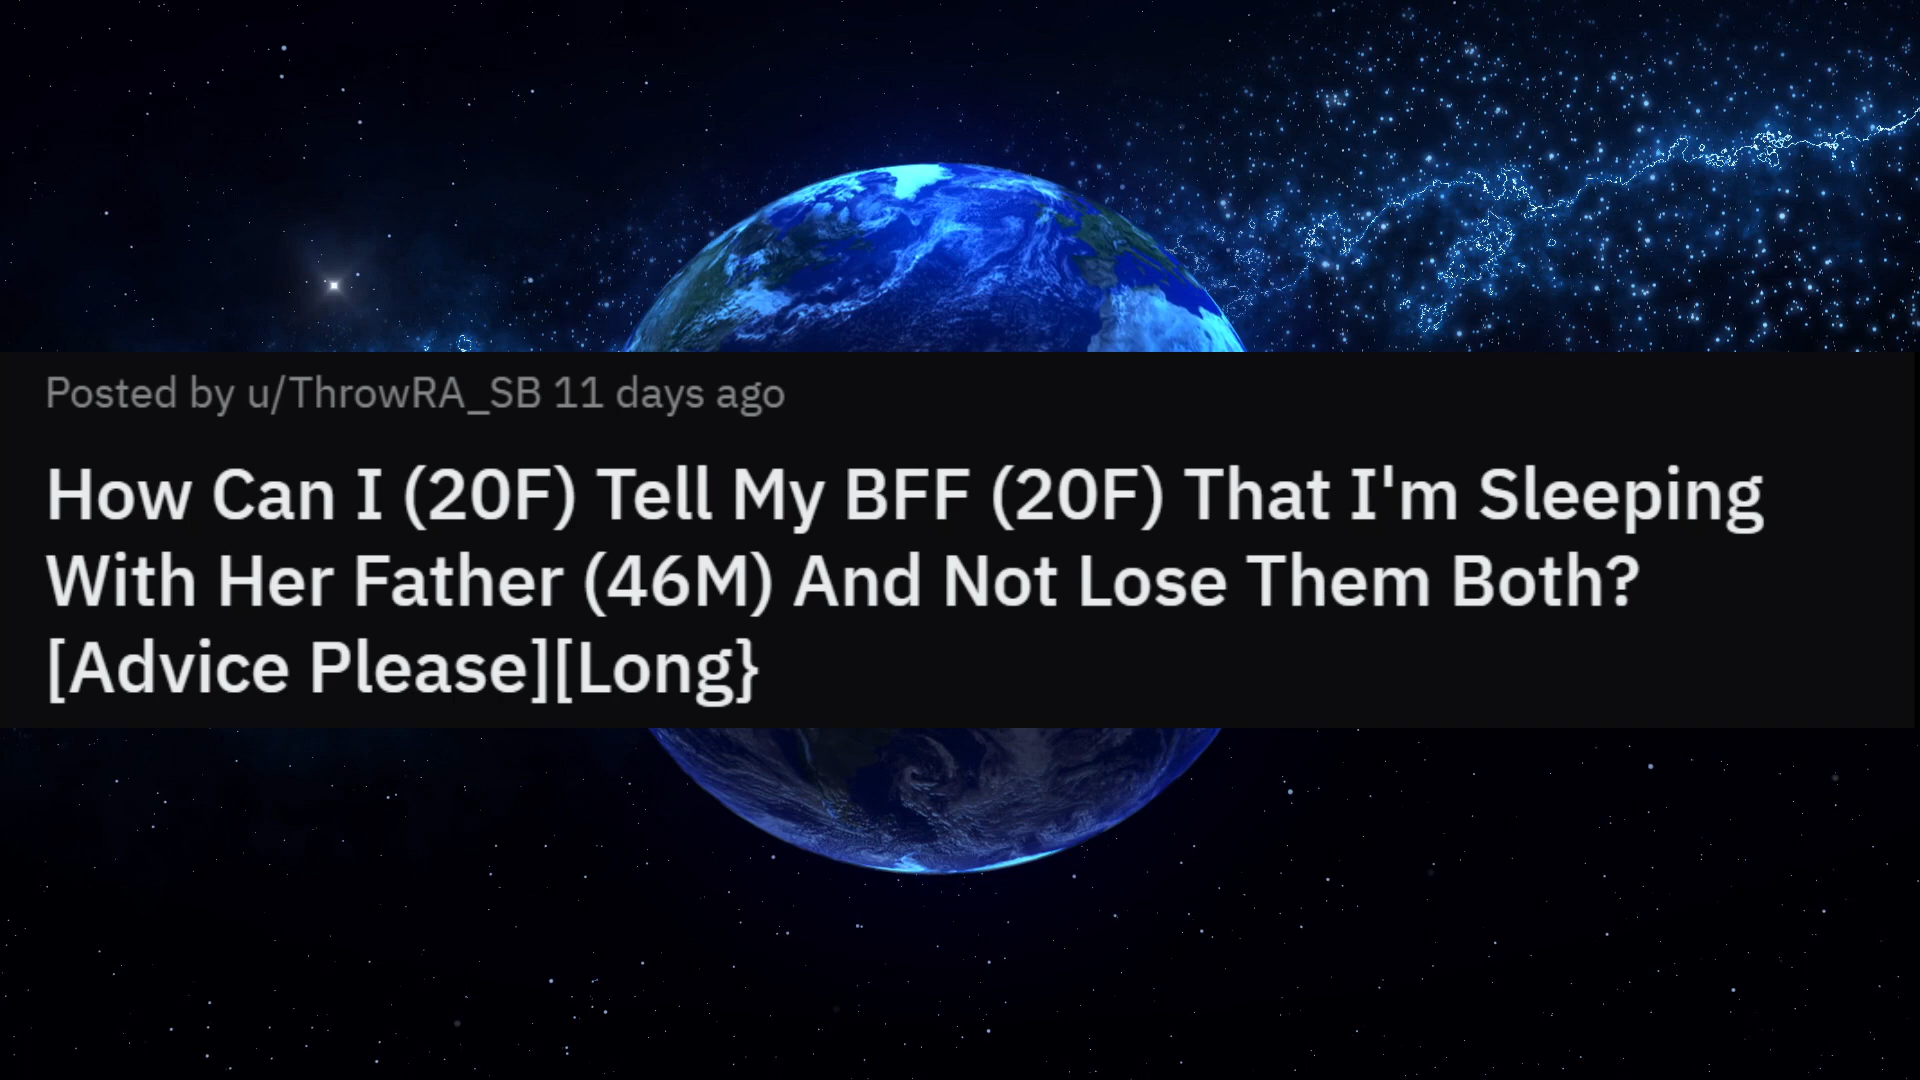 Posted by u/ThrowRA_SB 11 days ago
How Can I (20F) Tell My BFF (20F) That I'm Sleeping
With Her Father (46M) And Not Lose Them Both?
[Advice Please][Long}